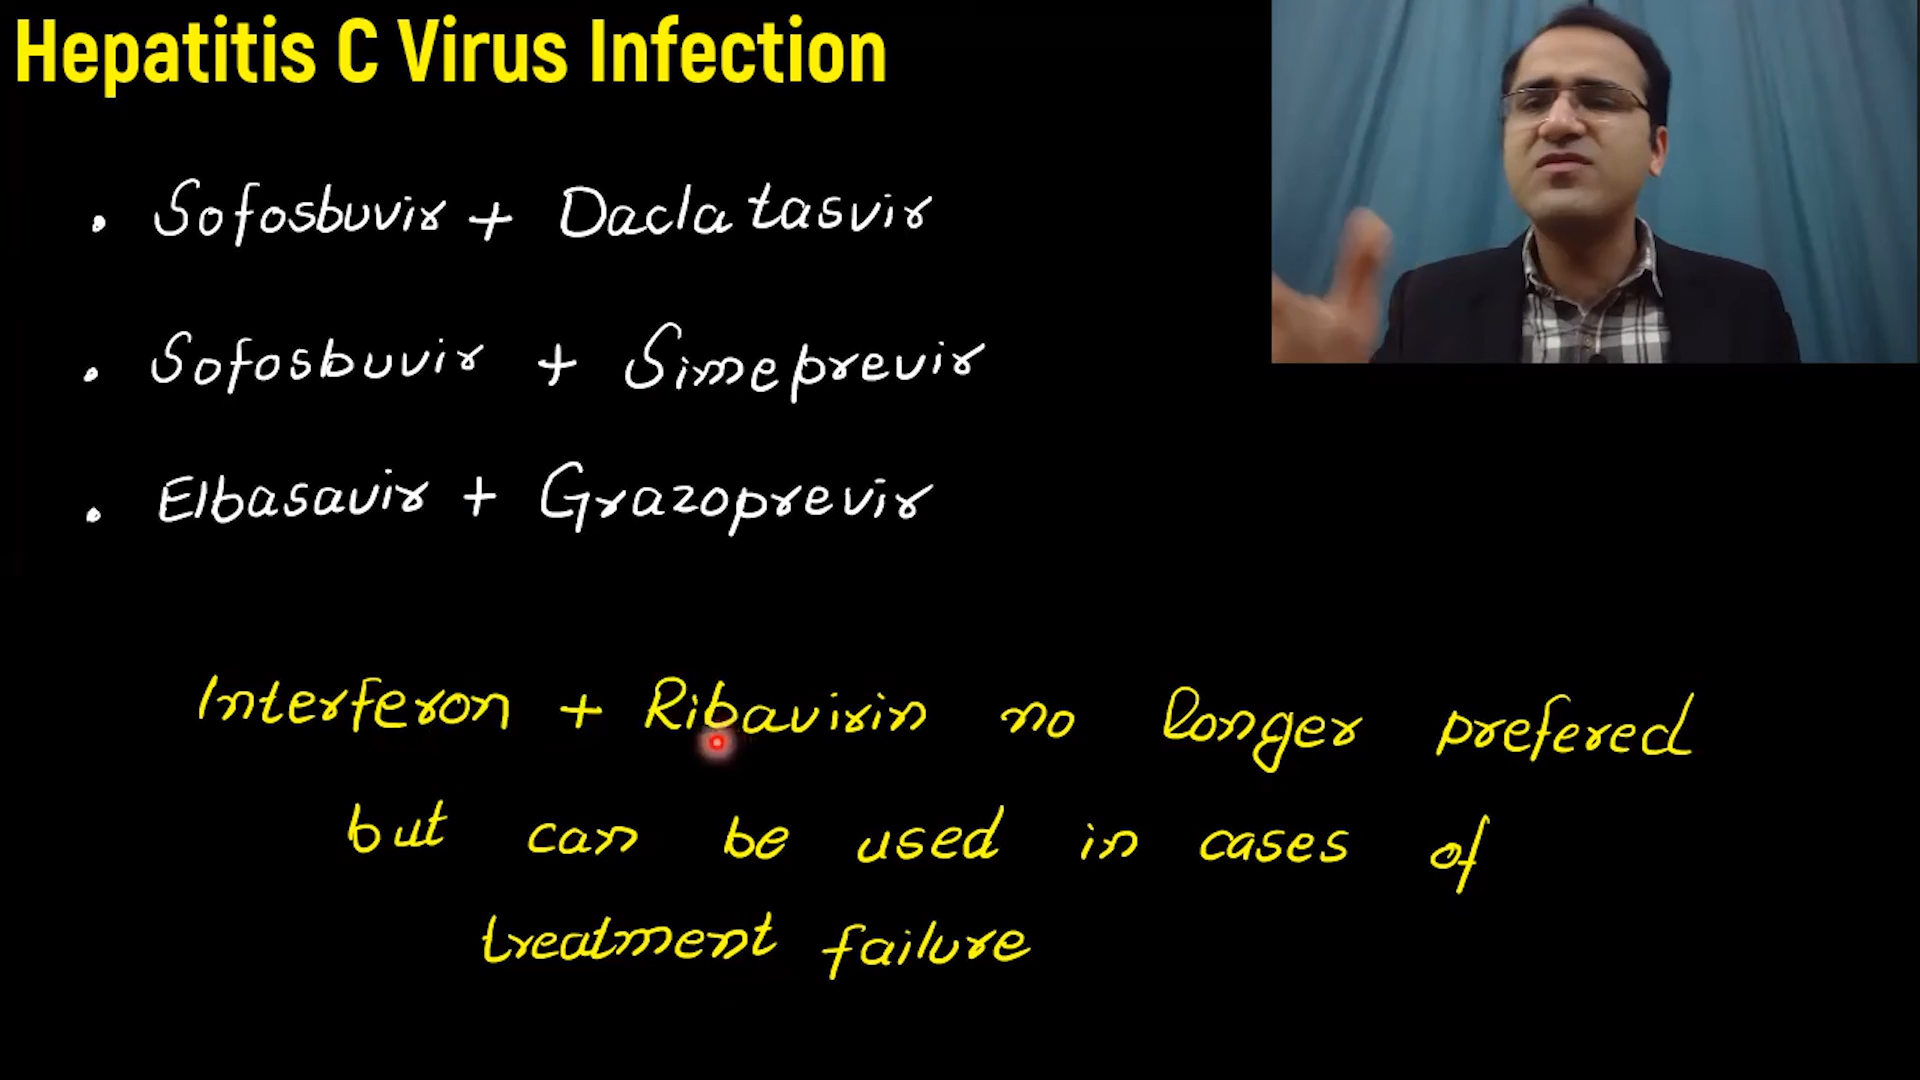 Hepatitis C Virus Infection
. Sofosbuvir + Daclatasvir
. Sofosbuvir + Simeprevir
. Elbasavir + Grazoprevir
Interferon + Ribavirin no longer prefered
but can be used in cases of
treatment failure